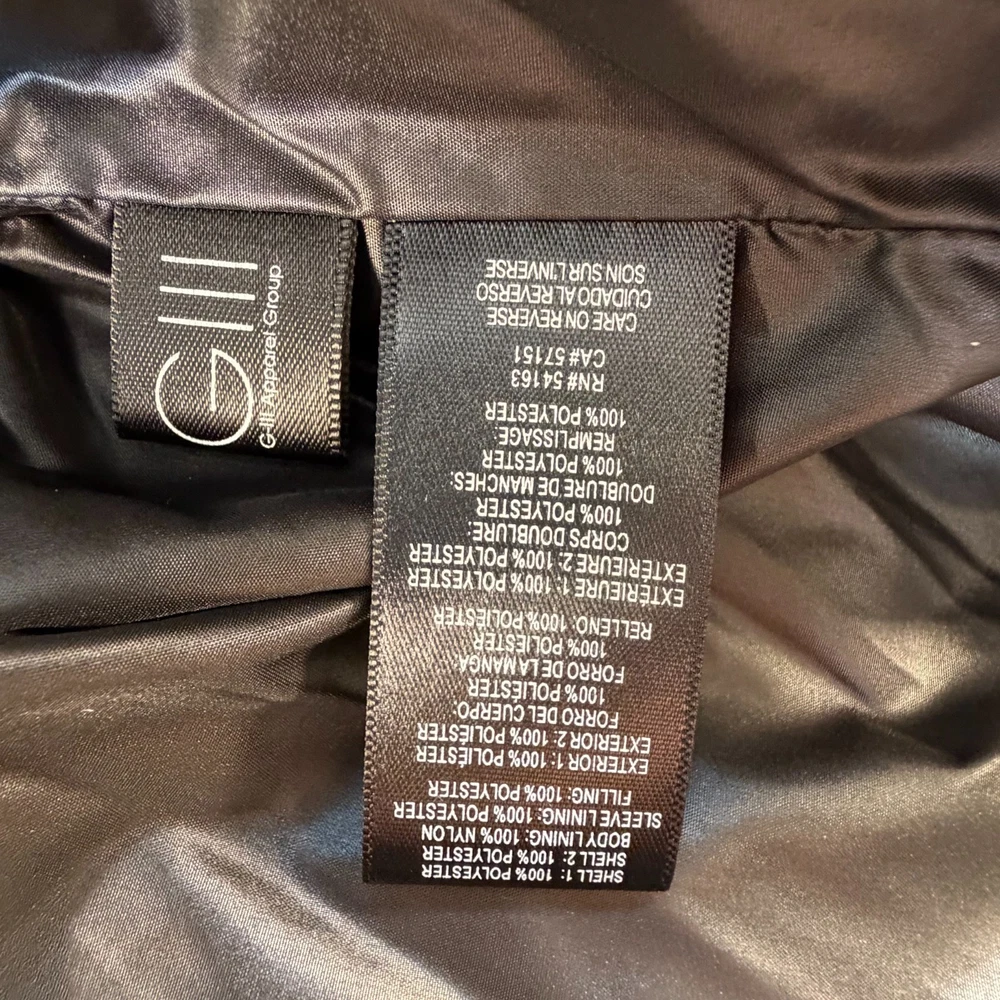 GIII
G-III Apparel Group
SHELL 1: 100% POLYESTER
SHELL 2: 100% POLYESTER
BODY LINING: 100% NYLON
SLEEVE LINING: 100% POLYESTER
FILLING: 100% POLYESTER
EXTERIOR 1: 100% POLIÉSTER
EXTERIOR 2: 100% POLIÉSTER
FORRO DEL CUERPO:
100% POLIÉSTER
FORRO DE LA MANGA
100% POLIÉSTER
RELLENO: 100% POLIESTER
EXTÉRIEURE 1: 100% POLYESTER
EXTÉRIEURE 2: 100% POLYESTER
CORPS DOUBLURE:
100% POLYESTER
DOUBLURE DE MANCHES:
100% POLYESTER
REMPLISSAGE:
100% POLYESTER
RN# 54163
CA# 57151
CARE ON REVERSE
CUIDADO AL REVERSO
SOIN SUR L'INVERSE